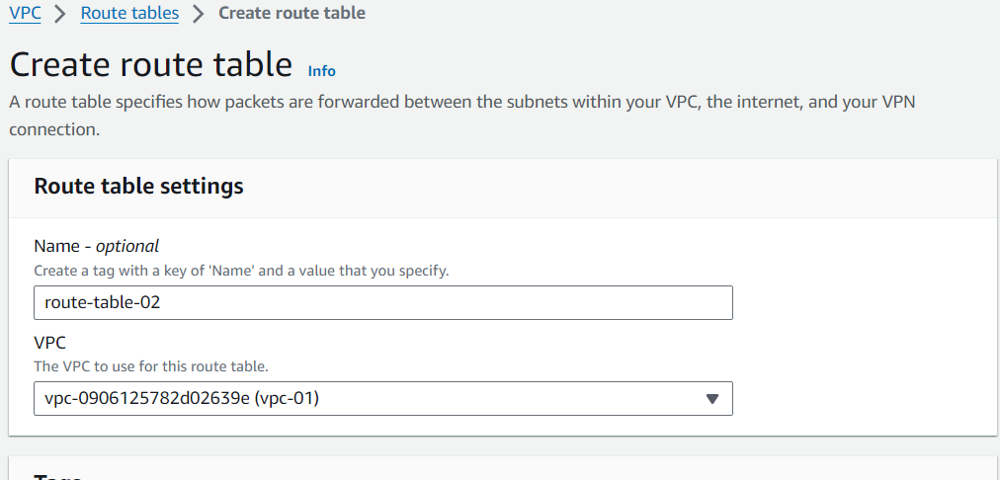 VPC > Route tables > Create route table
Create route table Info
A route table specifies how packets are forwarded between the subnets within your VPC, the internet, and your VPN
connection.
Route table settings
Name - optional
Create a tag with a key of 'Name' and a value that you specify.
route-table-02
VPC
The VPC to use for this route table.
vpc-0906125782d02639e (vpc-01)
Tags